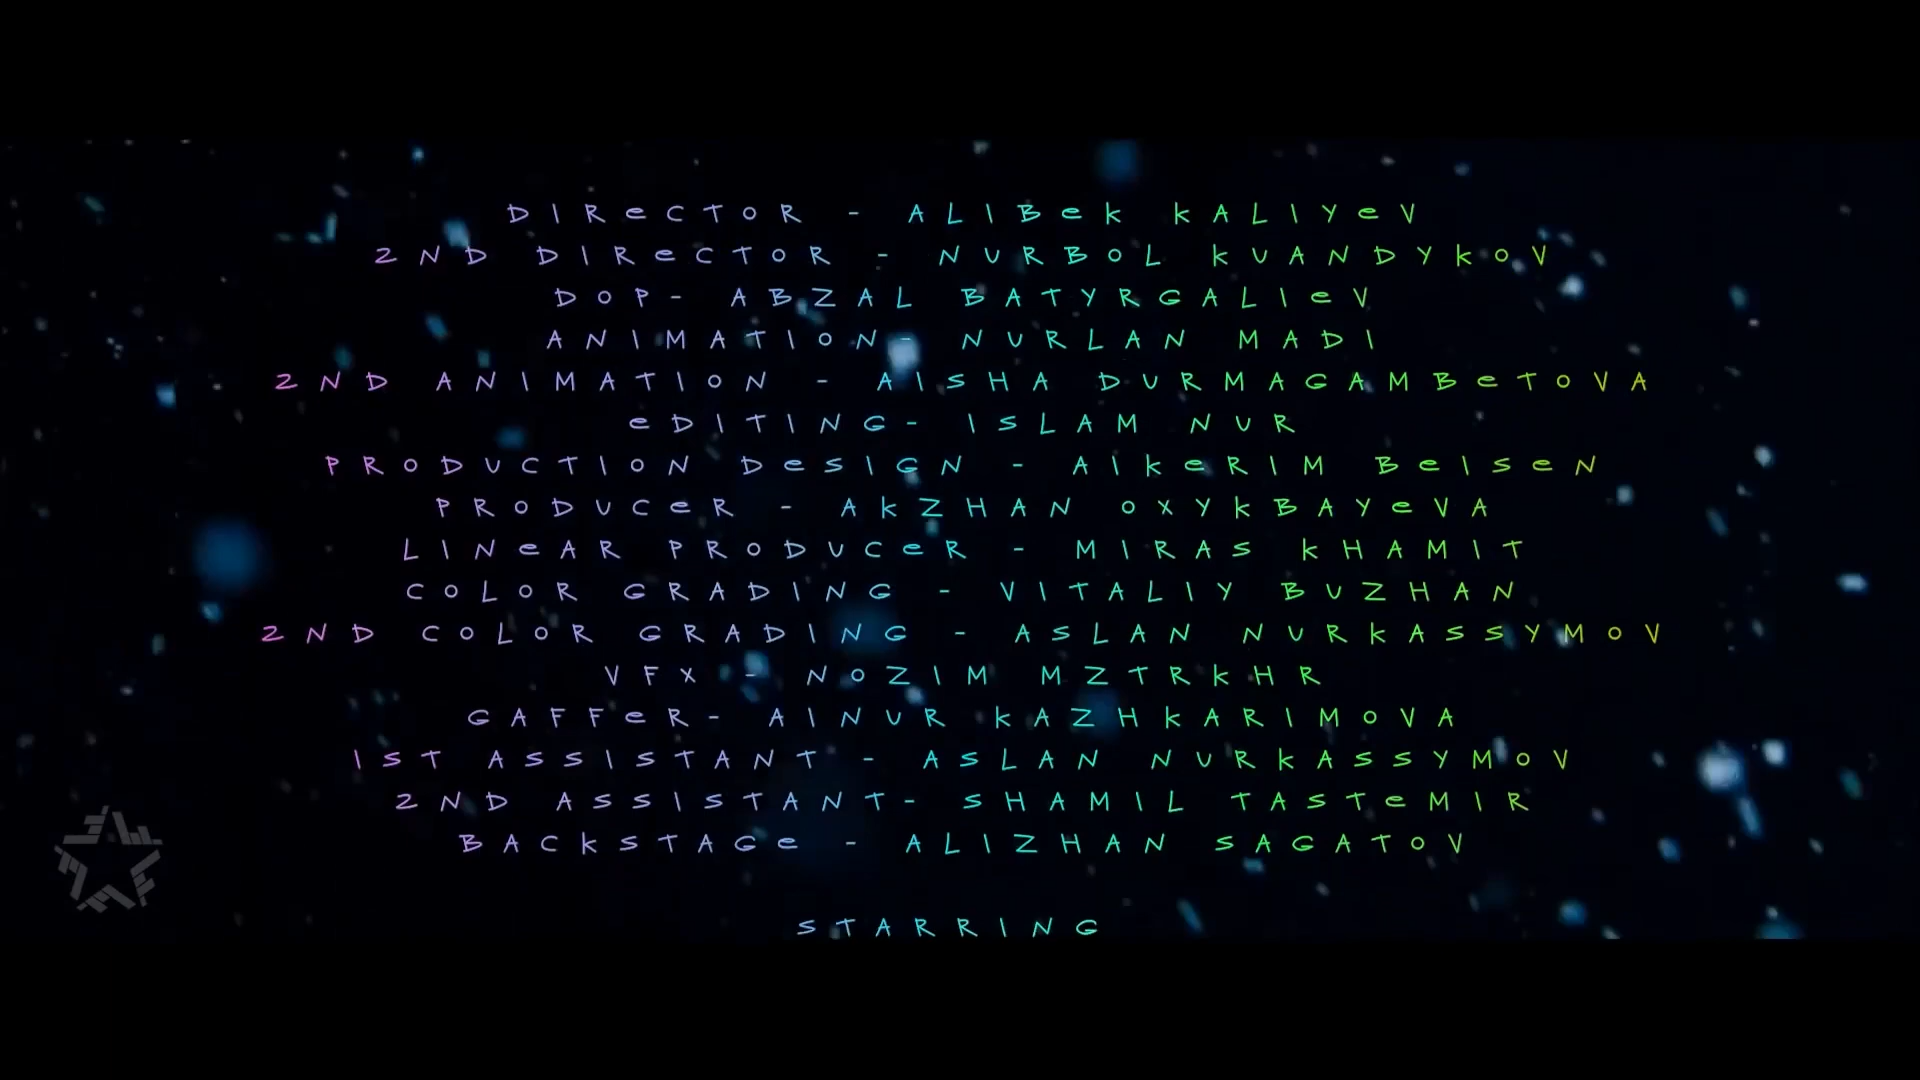 DIReCTOR - ALIBek kALIYeV
2ND DIReCTOR - NURBOL kUANDYkOV
DOP- ABZAL BATYRGALIeV
ANIMATION- NURLAN MADI
2ND ANIMATION - AISHA DURMAGAMBeTOVA
eDITING- ISLAM NUR
PRODUCTION DeSIGN - AIkeRIM BeISeN
PRODUCeR - AkZHAN OXYkBAYeVA
LINeAR PRODUCeR - MIRAS kHAMIT
COLOR GRADING - VITALIY BUZHAN
2ND COLOR GRADING - ASLAN NURkASSYMOV
VFX - NOZIM MZTRkHR
GAFFeR- AINUR kAZHkARIMOVA
1ST ASSISTANT - ASLAN NURkASSYMOV
2ND ASSISTANT- SHAMIL TASTeMIR
BACkSTAGe - ALIZHAN SAGATOV
STARRING